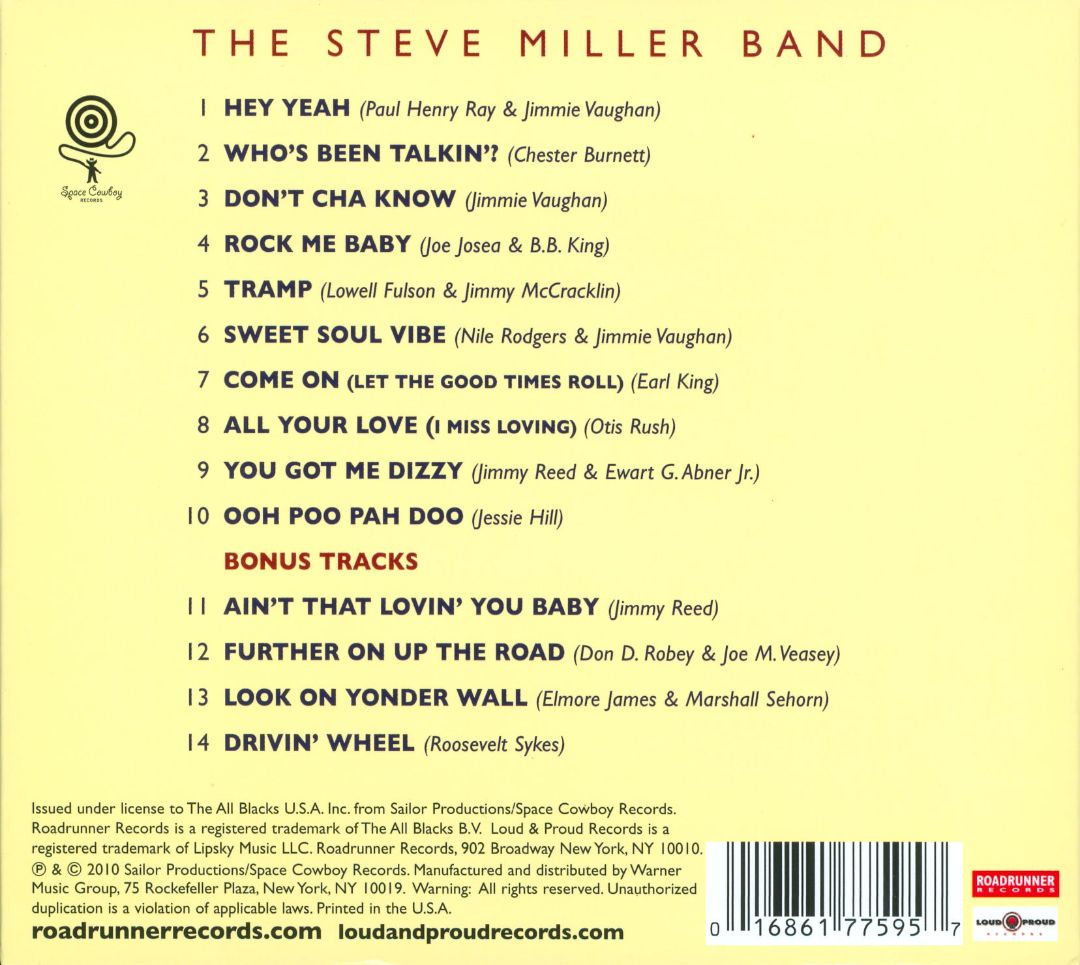 THE STEVE MILLER BAND
1 HEY YEAH (Paul Henry Ray & Jimmie Vaughan)
2 WHO'S BEEN TALKIN'? (Chester Burnett)
3 DON'T CHA KNOW (Jimmie Vaughan)
4 ROCK ME BABY (Joe Josea & B.B. King)
5 TRAMP (Lowell Fulson & Jimmy McCracklin)
6 SWEET SOUL VIBE (Nile Rodgers & Jimmie Vaughan)
7 COME ON (LET THE GOOD TIMES ROLL) (Earl King)
8 ALL YOUR LOVE (I MISS LOVING) (Otis Rush)
9 YOU GOT ME DIZZY (Jimmy Reed & Ewart G. Abner Jr.)
10 OOH POO PAH DOO (Jessie Hill)
BONUS TRACKS
11 AIN'T THAT LOVIN' YOU BABY (Jimmy Reed)
12 FURTHER ON UP THE ROAD (Don D. Robey & Joe M. Veasey)
13 LOOK ON YONDER WALL (Elmore James & Marshall Sehorn)
14 DRIVIN' WHEEL (Roosevelt Sykes)
Space Cowboy
RECORDS
Issued under license to The All Blacks U.S.A. Inc. from Sailor Productions/Space Cowboy Records.
Roadrunner Records is a registered trademark of The All Blacks B.V. Loud & Proud Records is a
registered trademark of Lipsky Music LLC. Roadrunner Records, 902 Broadway New York, NY 10010.
℗ & © 2010 Sailor Productions/Space Cowboy Records. Manufactured and distributed by Warner
Music Group, 75 Rockefeller Plaza, New York, NY 10019. Warning: All rights reserved. Unauthorized
duplication is a violation of applicable laws. Printed in the U.S.A.
roadrunnerrecords.com loudandproudrecords.com
0 16861 77595 7
ROADRUNNER
RECORDS
LOUD PROUD
RECORDS